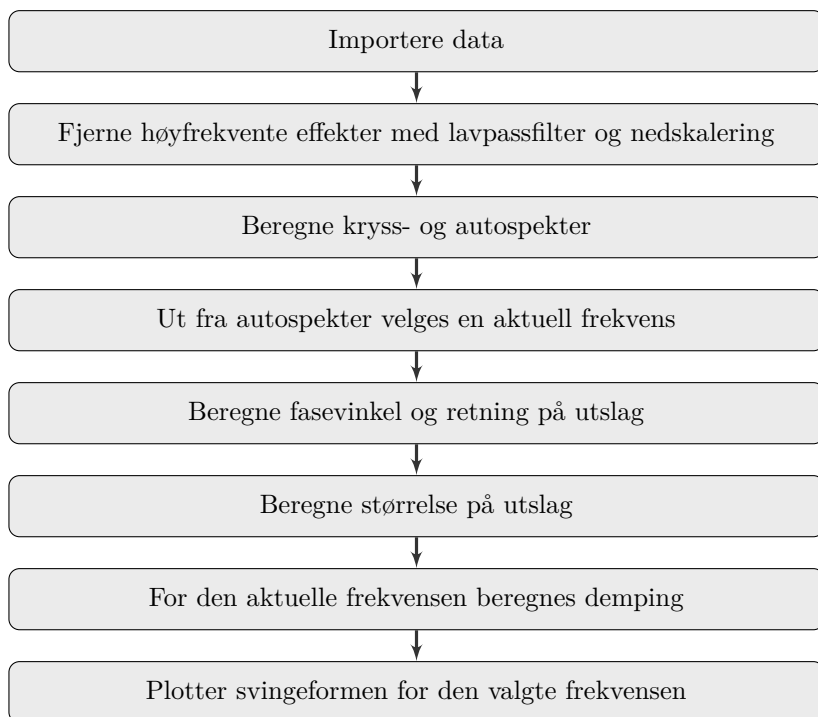 Importere data
Fjerne høyfrekvente effekter med lavpassfilter og nedskalering
Beregne kryss- og autospekter
Ut fra autospekter velges en aktuell frekvens
Beregne fasevinkel og retning på utslag
Beregne størrelse på utslag
For den aktuelle frekvensen beregnes demping
Plotter svingeformen for den valgte frekvensen